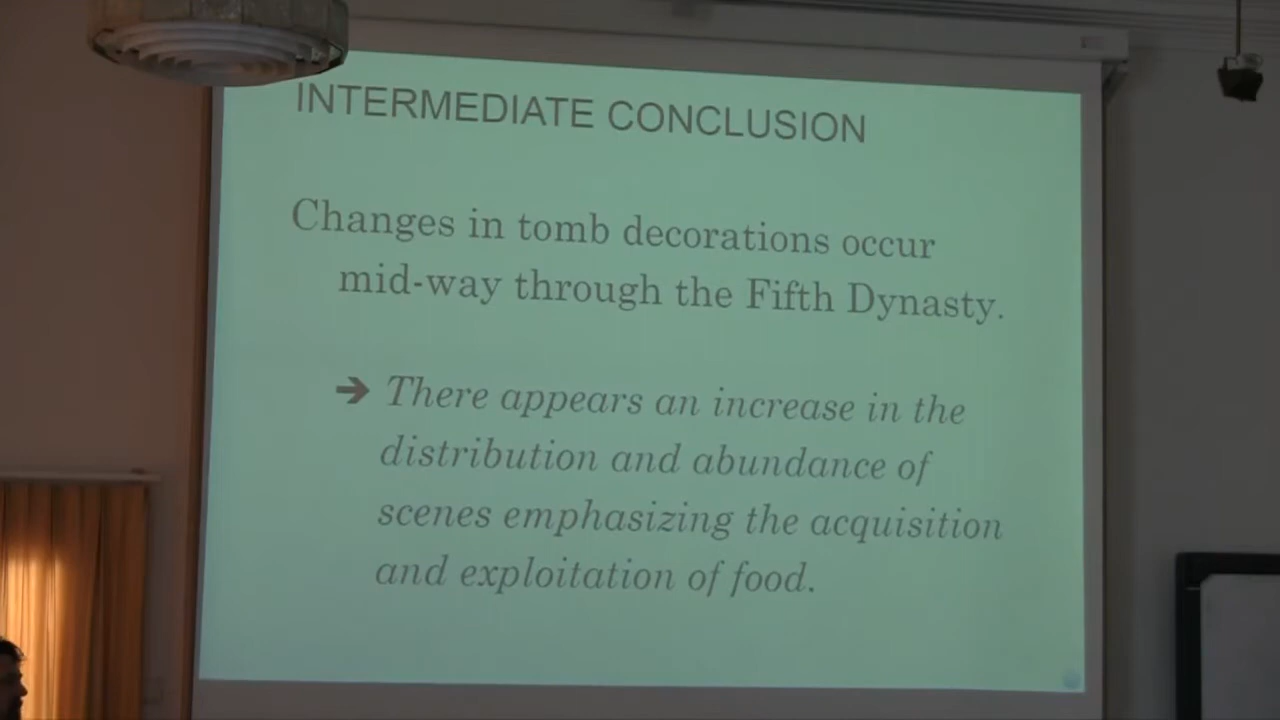 INTERMEDIATE CONCLUSION
Changes in tomb decorations occur
mid-way through the Fifth Dynasty.
➔ There appears an increase in the
distribution and abundance of
scenes emphasizing the acquisition
and exploitation of food.